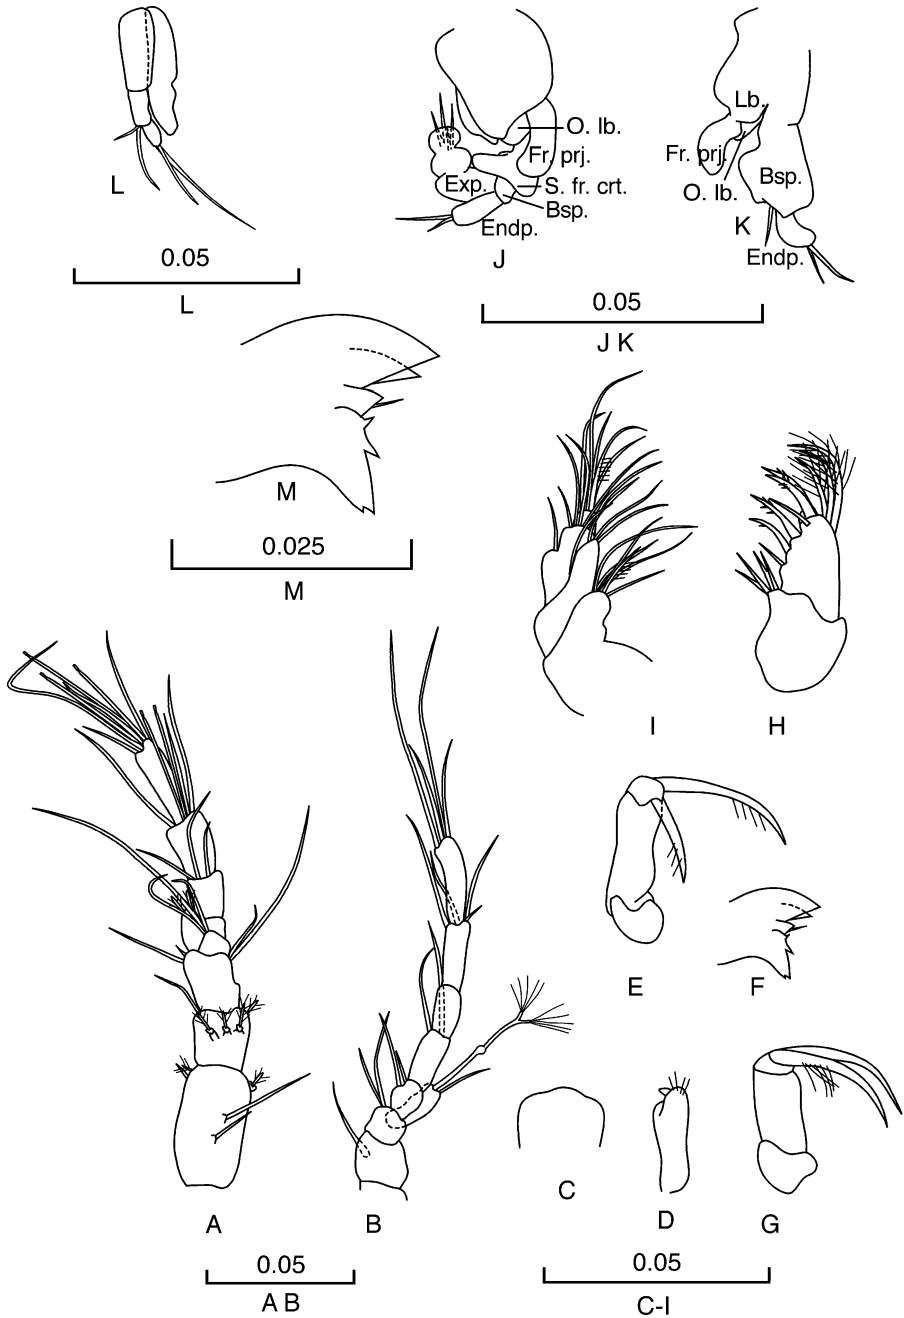 L
0.05
L
O. lb.
Fr. prj.
Exp.
S. fr. crt.
Bsp.
Endp.
J
Lb.
Fr. prj.
Bsp.
O. lb.
K
Endp.
0.05
J K
M
0.025
M
I
H
E
F
A
B
C
D
G
0.05
A B
0.05
C-I